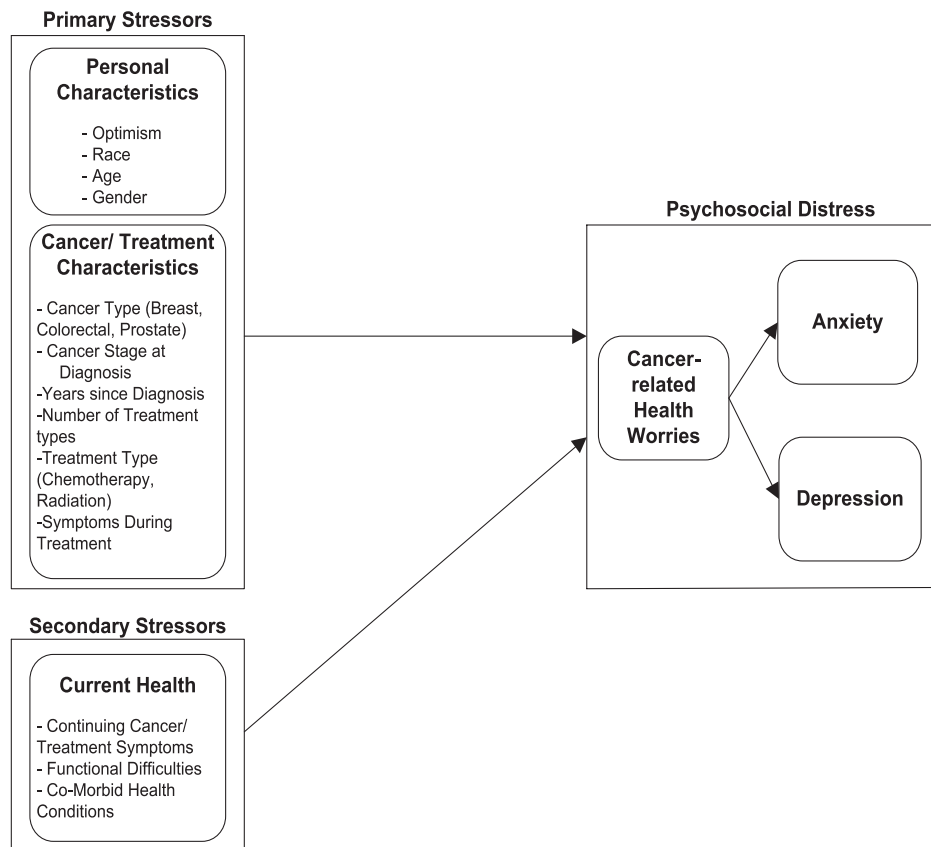 Primary Stressors
Personal
Characteristics
- Optimism
- Race
- Age
- Gender
Cancer/ Treatment
Characteristics
- Cancer Type (Breast,
Colorectal, Prostate)
- Cancer Stage at
Diagnosis
-Years since Diagnosis
-Number of Treatment
types
-Treatment Type
(Chemotherapy,
Radiation)
-Symptoms During
Treatment
Secondary Stressors
Current Health
- Continuing Cancer/
Treatment Symptoms
- Functional Difficulties
- Co-Morbid Health
Conditions
Psychosocial Distress
Cancer-
related
Health
Worries
Anxiety
Depression